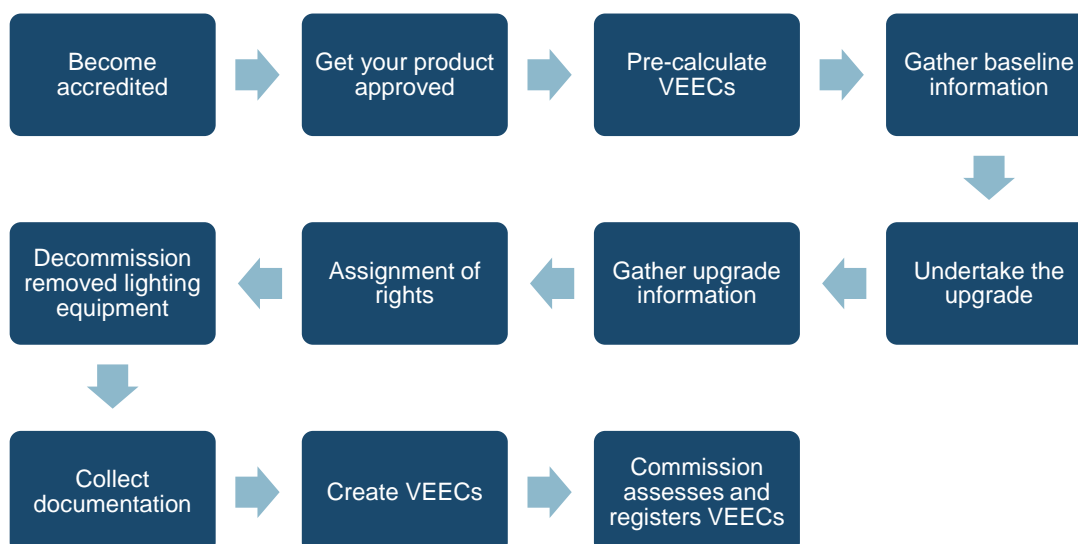 Become
accredited
Get your product
approved
Pre-calculate
VEECs
Gather baseline
information
Undertake the
upgrade
Gather upgrade
information
Assignment of
rights
Decommission
removed lighting
equipment
Collect
documentation
Create VEECs
Commission
assesses and
registers VEECs